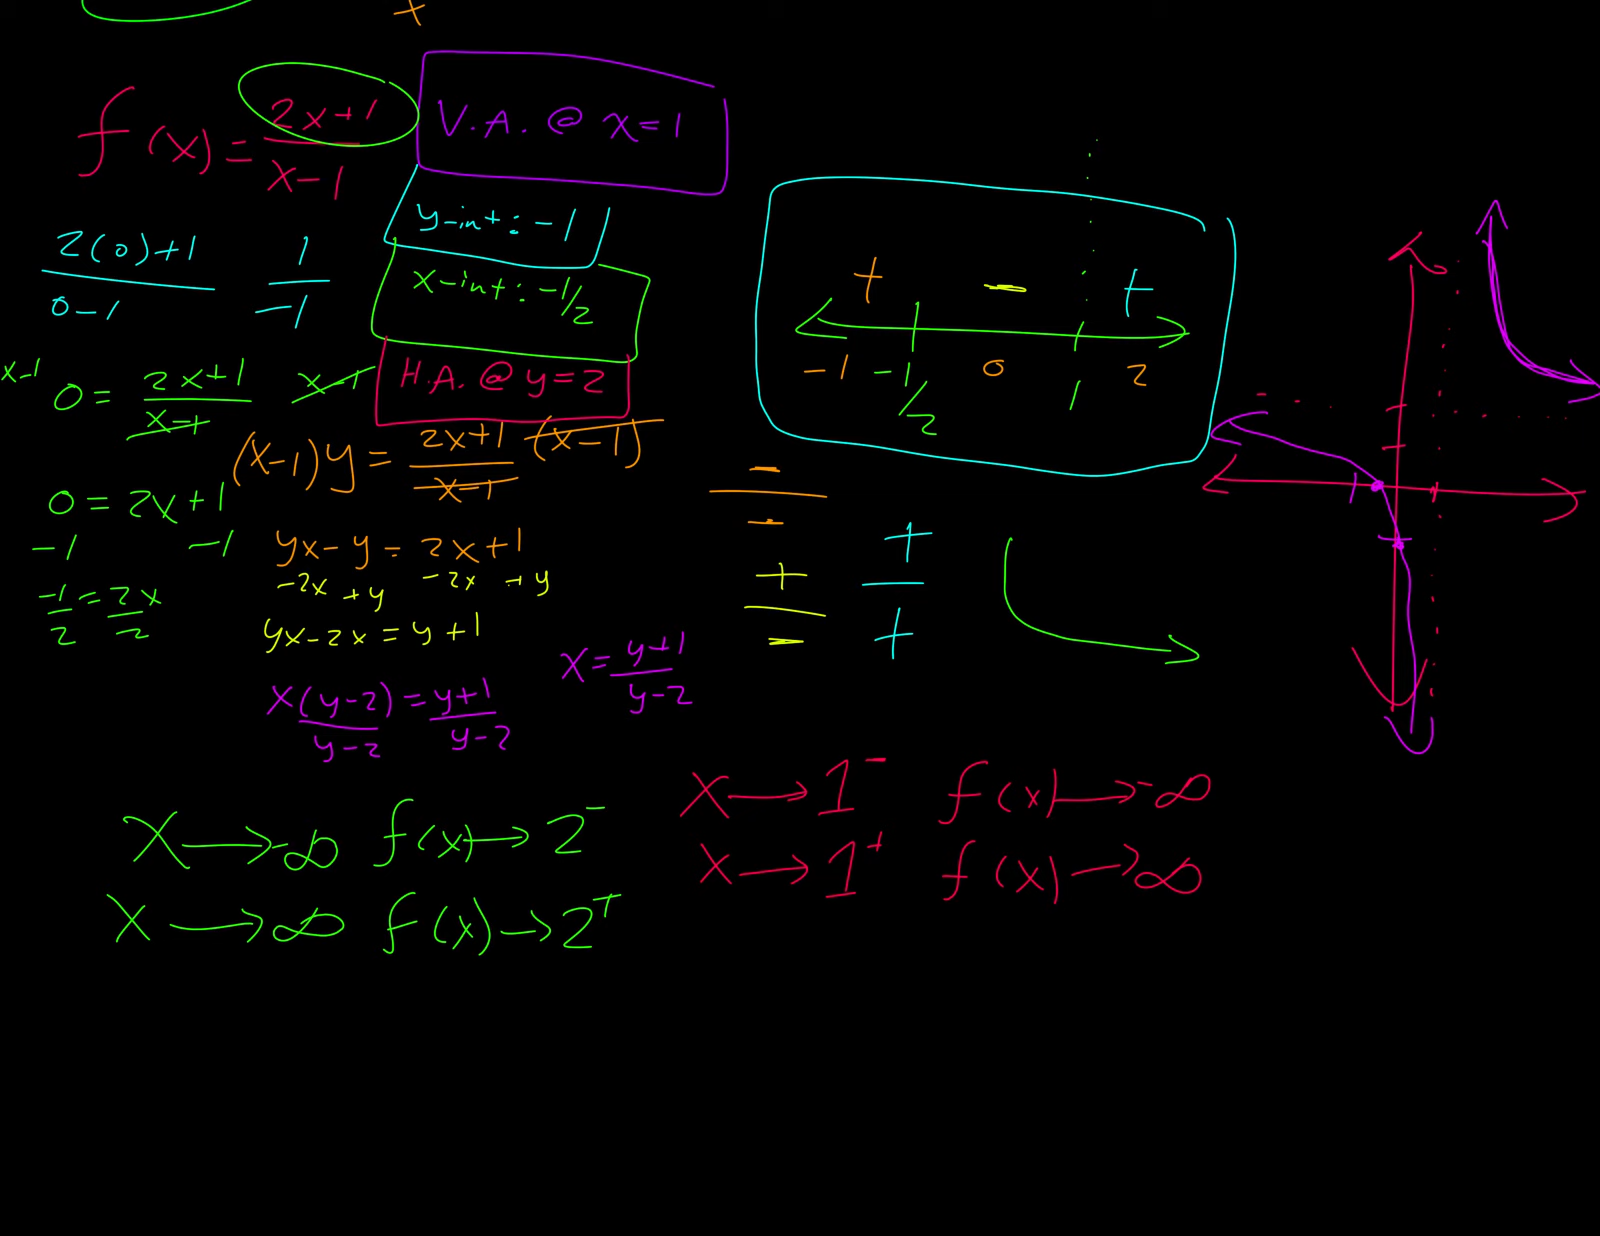 +
f(x) = (2x+1)/(x-1)
V.A. @ x=1
y-int: -1
x-int: -1/2
H.A. @ y=2
(2(0)+1)/(0-1) 1/-1
x-1 0 = (2x+1)/(x-1) x-1
0 = 2x+1
-1 -1
-1/2 = 2x/2
(x-1)y = (2x+1)/(x-1) (x-1)
yx-y = 2x+1
-2x +y -2x +y
yx-2x = y+1
x(y-2)/(y-2) = (y+1)/(y-2)
x = (y+1)/(y-2)
+ - +
-1 -1/2 0 1 2
-/-
+/- +/+
x→-∞ f(x)→2⁻
x→∞ f(x)→2⁺
x→1⁻ f(x)→-∞
x→1⁺ f(x)→∞